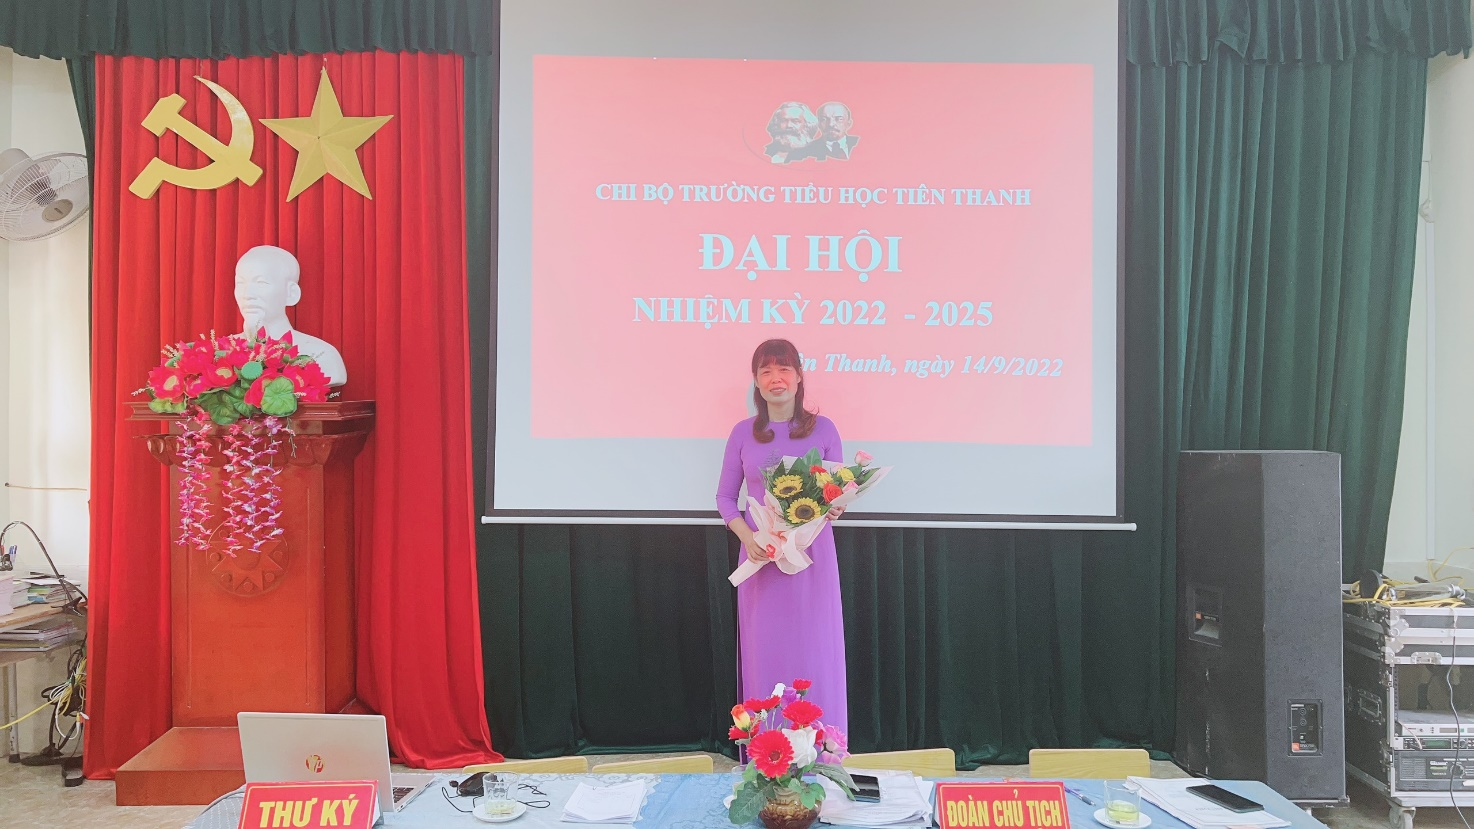 CHI BỘ TRƯỜNG TIỂU HỌC TIÊN THANH
ĐẠI HỘI
NHIỆM KỲ 2022 - 2025
Thanh, ngày 14/9/2022
THƯ KÝ
ĐOÀN CHỦ TỊCH